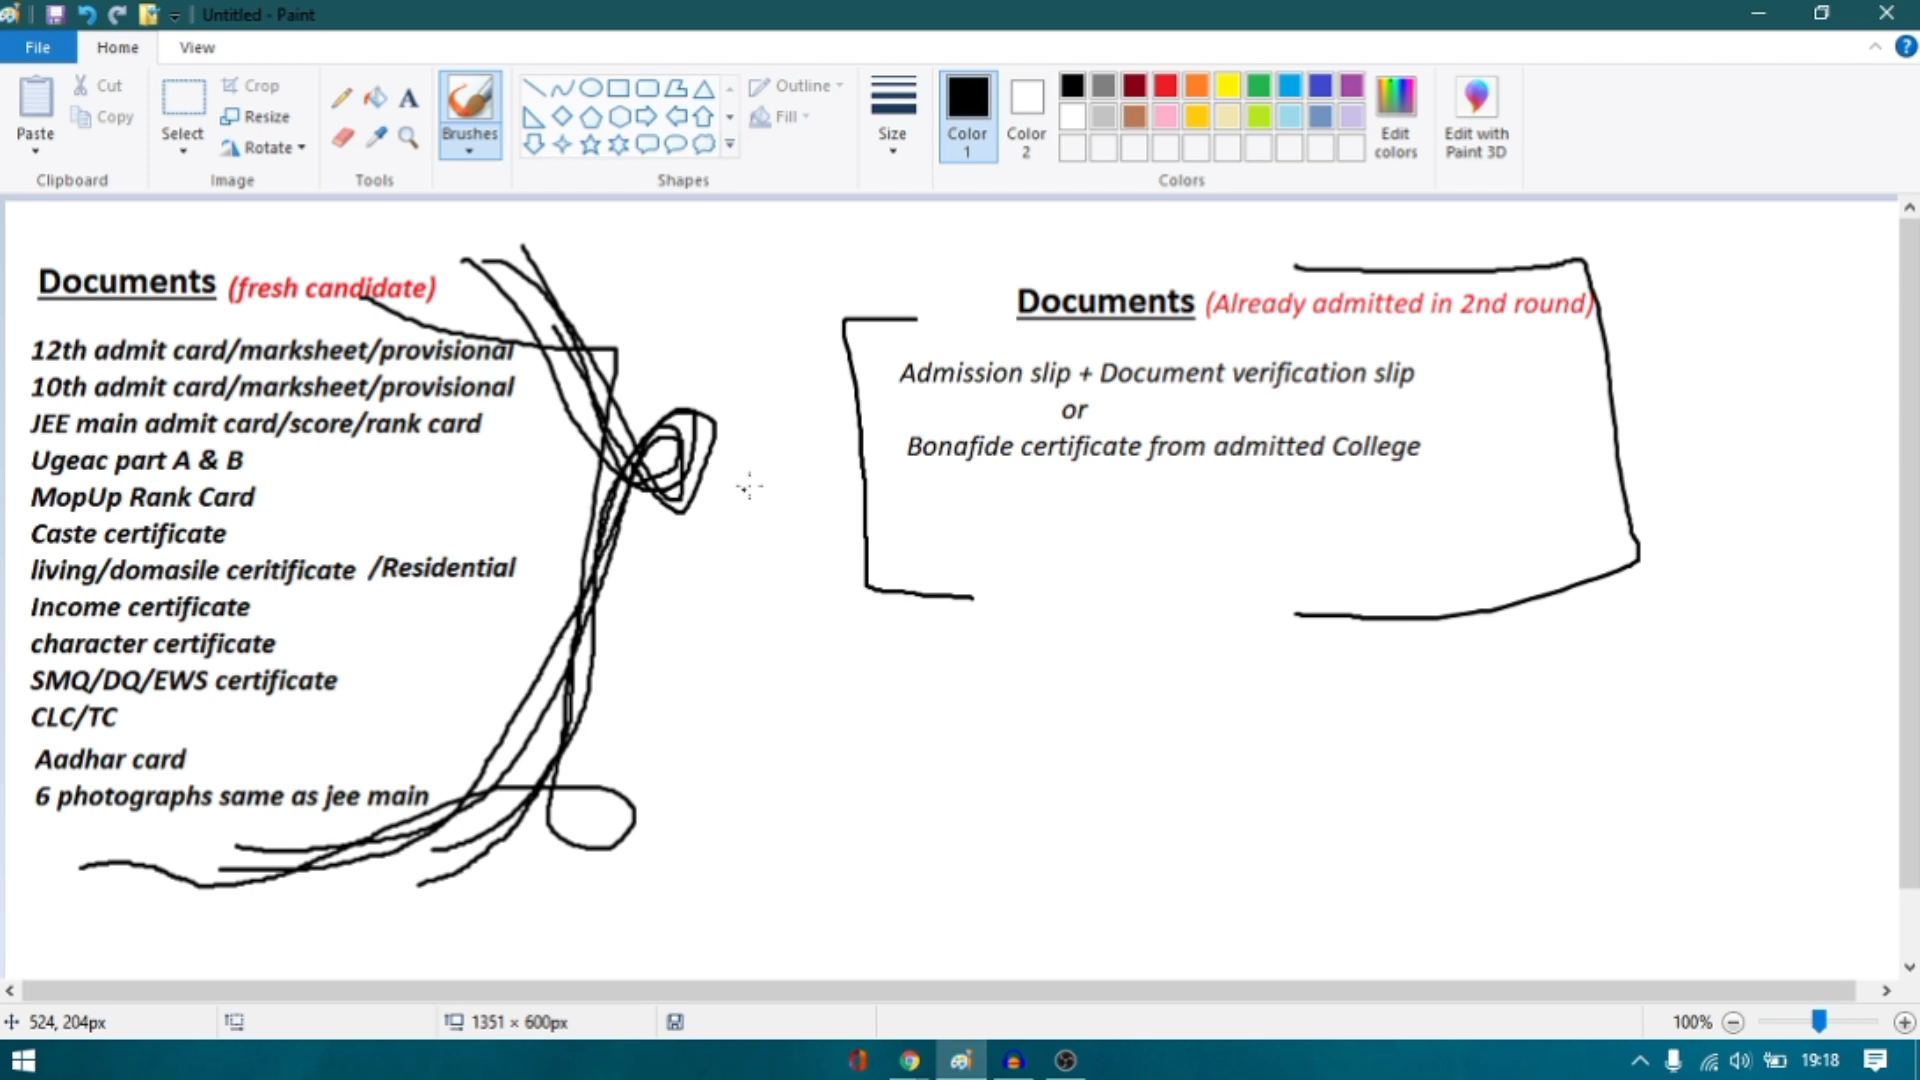 Untitled - Paint
File Home View
Paste
Cut
Copy
Clipboard
Select
Crop
Resize
Rotate
Image
Tools
Brushes
Shapes
Outline
Fill
Size
Color 1
Color 2
Colors
Edit colors
Edit with Paint 3D
Documents (fresh candidate)
12th admit card/marksheet/provisional
10th admit card/marksheet/provisional
JEE main admit card/score/rank card
Ugeac part A & B
MopUp Rank Card
Caste certificate
living/domasile ceritificate /Residential
Income certificate
character certificate
SMQ/DQ/EWS certificate
CLC/TC
Aadhar card
6 photographs same as jee main
Documents (Already admitted in 2nd round)
Admission slip + Document verification slip
or
Bonafide certificate from admitted College
524, 204px
1351 × 600px
100%
19:18